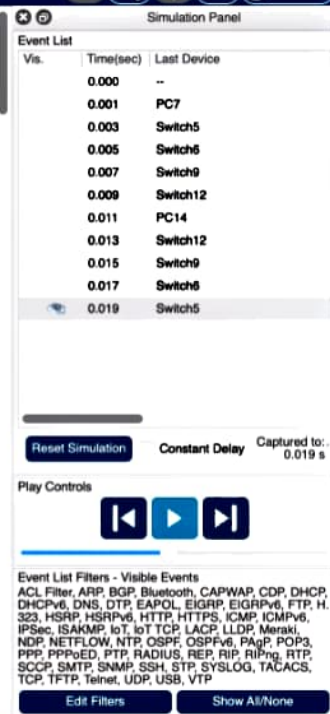 Simulation Panel
Event List
Vis. Time(sec) Last Device
0.000 --
0.001 PC7
0.003 Switch5
0.005 Switch6
0.007 Switch9
0.009 Switch12
0.011 PC14
0.013 Switch12
0.015 Switch9
0.017 Switch6
0.019 Switch5
Reset Simulation Constant Delay Captured to:
0.019 s
Play Controls
Event List Filters - Visible Events
ACL Filter, ARP, BGP, Bluetooth, CAPWAP, CDP, DHCP,
DHCPv6, DNS, DTP, EAPOL, EIGRP, EIGRPv6, FTP, H.
323, HSRP, HSRPv6, HTTP, HTTPS, ICMP, ICMPv6,
IPSec, ISAKMP, IoT, IoT TCP, LACP, LLDP, Meraki,
NDP, NETFLOW, NTP, OSPF, OSPFv6, PAgP, POP3,
PPP, PPPoED, PTP, RADIUS, REP, RIP, RIPng, RTP,
SCCP, SMTP, SNMP, SSH, STP, SYSLOG, TACACS,
TCP, TFTP, Telnet, UDP, USB, VTP
Edit Filters Show All/None